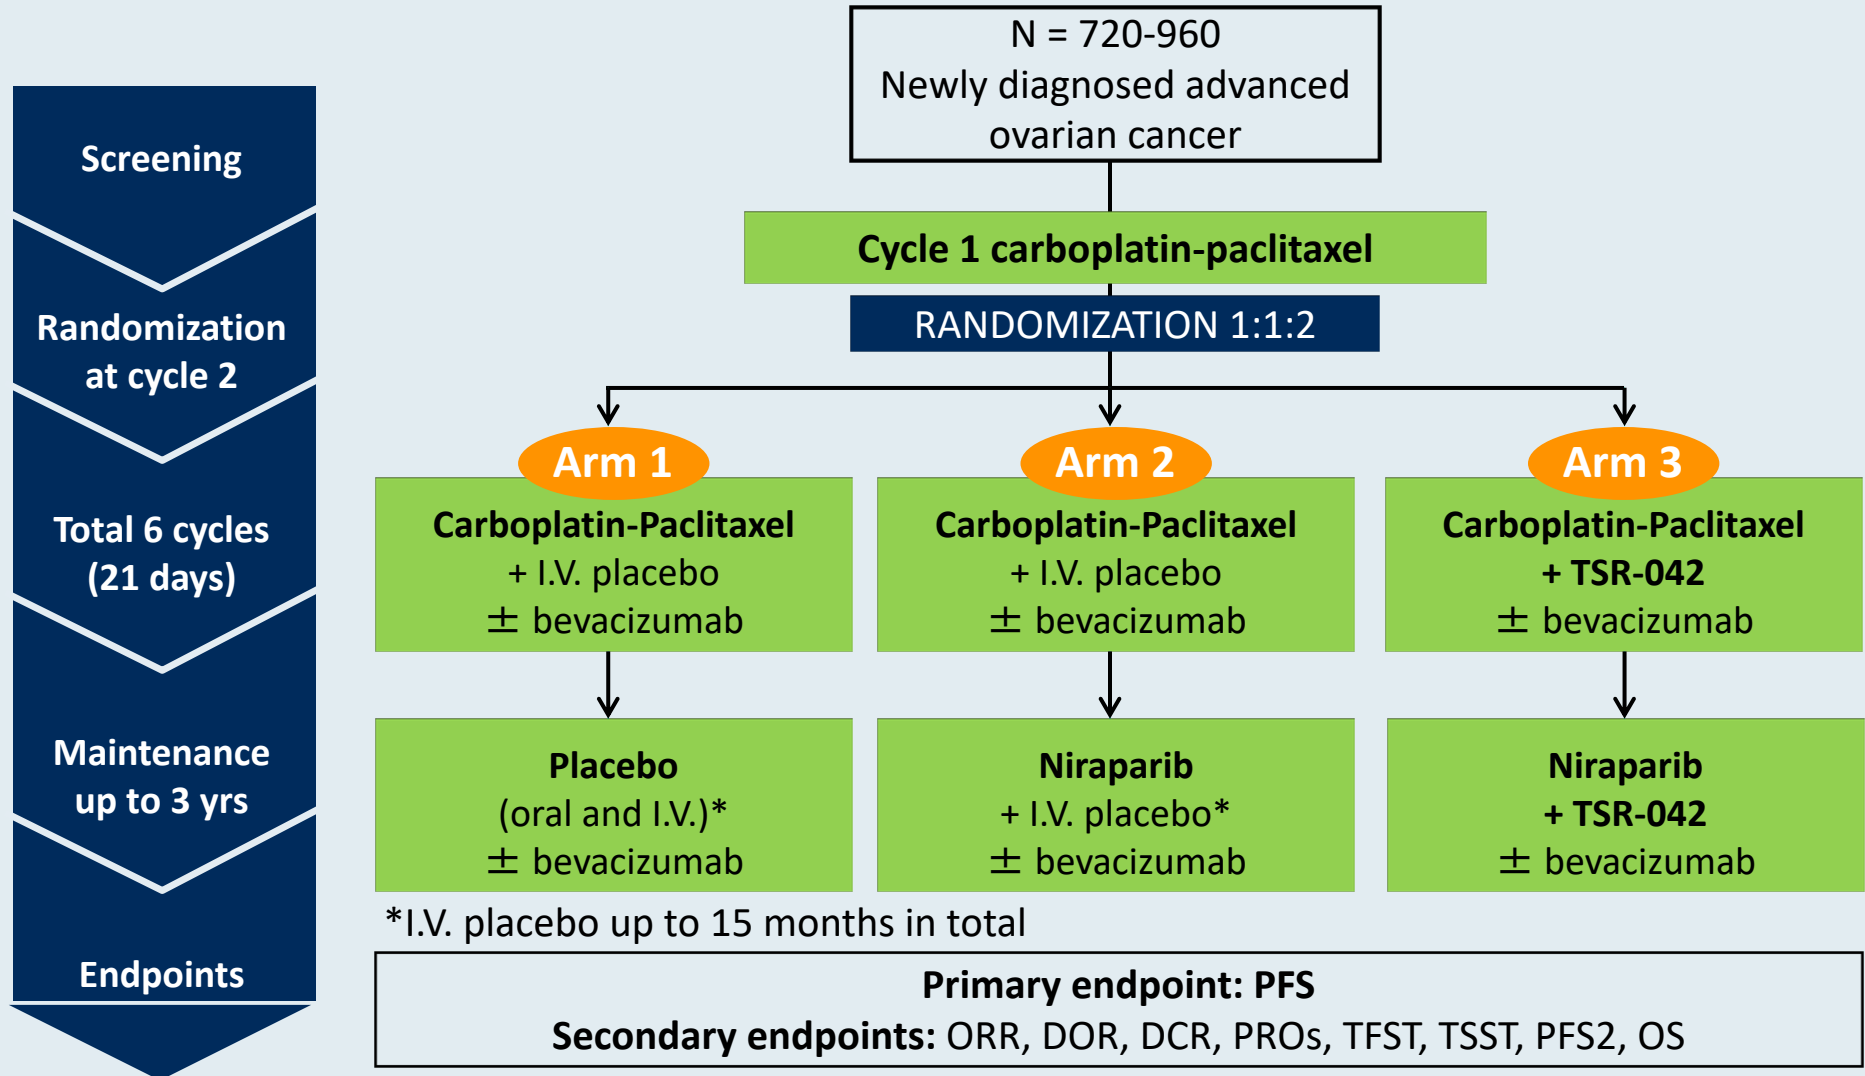 Screening
Randomization
at cycle 2
Total 6 cycles
(21 days)
Maintenance
up to 3 yrs
Endpoints
N = 720-960
Newly diagnosed advanced
ovarian cancer
Cycle 1 carboplatin-paclitaxel
RANDOMIZATION 1:1:2
Arm 1
Carboplatin-Paclitaxel
+ I.V. placebo
± bevacizumab
Arm 2
Carboplatin-Paclitaxel
+ I.V. placebo
± bevacizumab
Arm 3
Carboplatin-Paclitaxel
+ TSR-042
± bevacizumab
Placebo
(oral and I.V.)*
± bevacizumab
Niraparib
+ I.V. placebo*
± bevacizumab
Niraparib
+ TSR-042
± bevacizumab
*I.V. placebo up to 15 months in total
Primary endpoint: PFS
Secondary endpoints: ORR, DOR, DCR, PROs, TFST, TSST, PFS2, OS